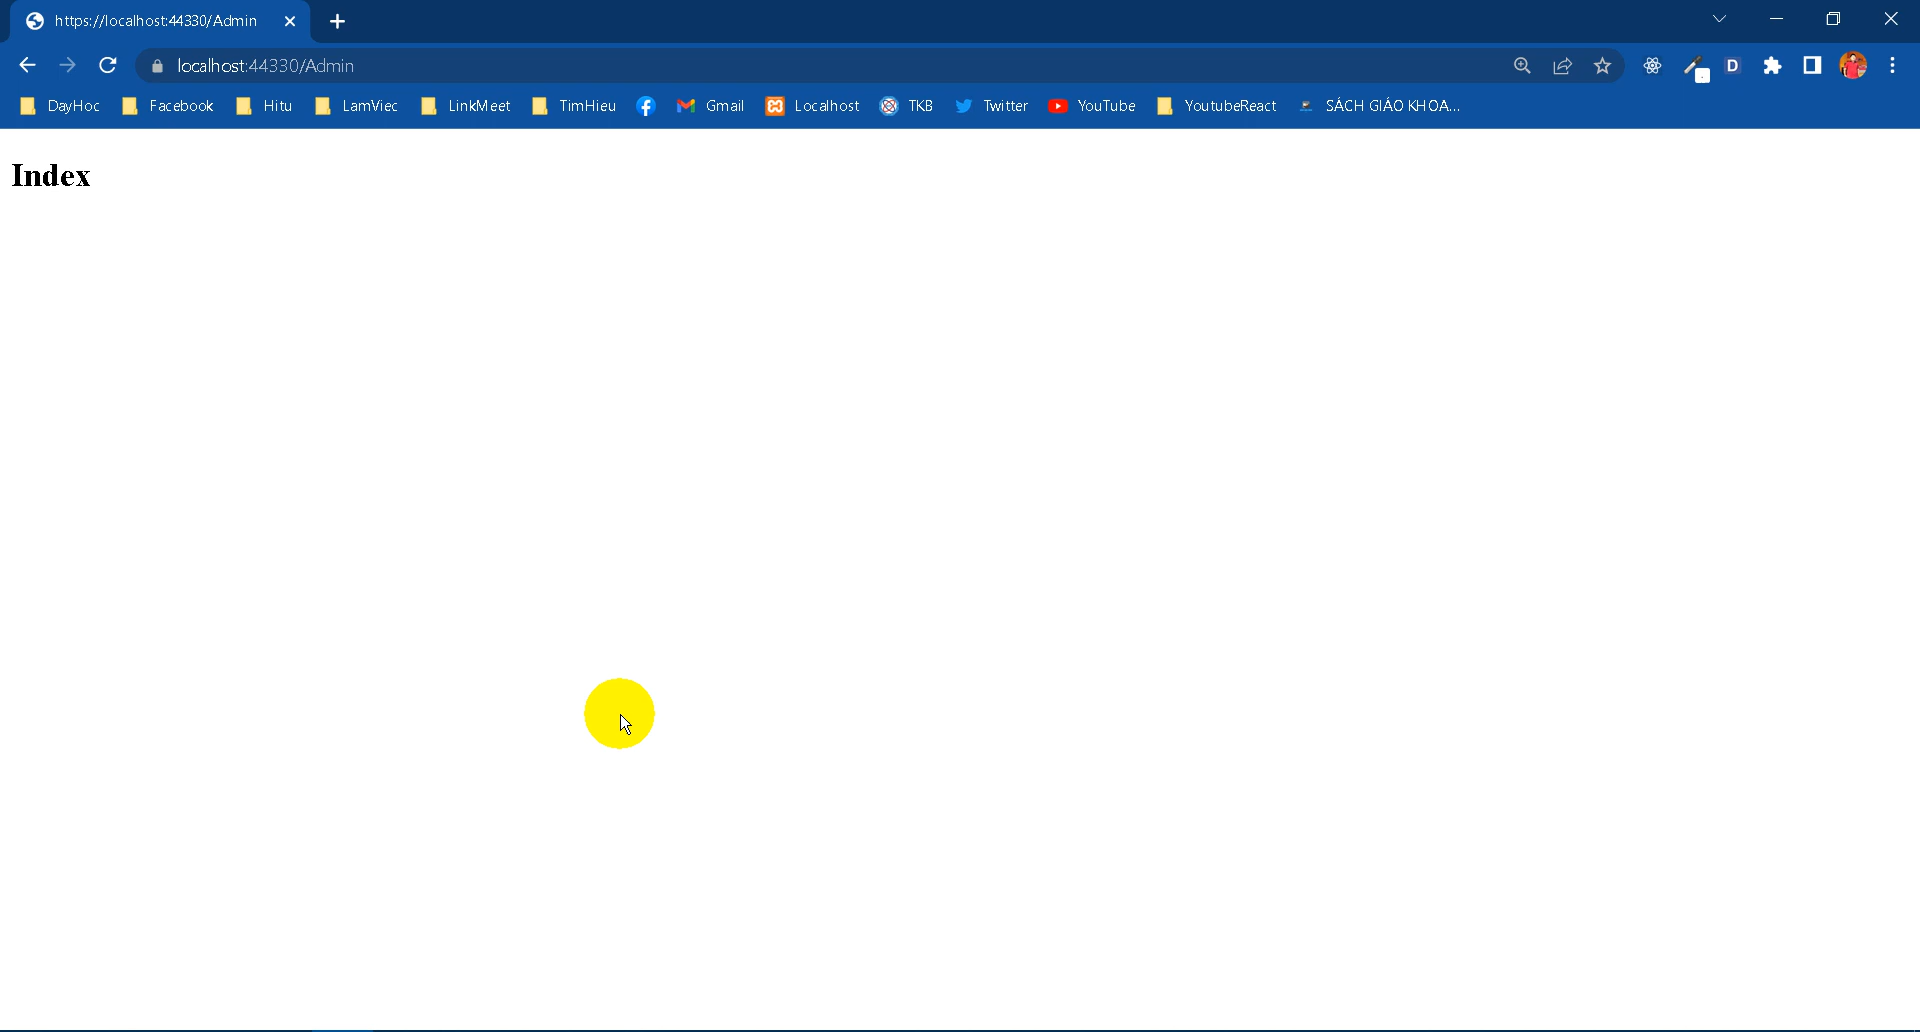 https://localhost:44330/Admin
localhost:44330/Admin
D
DayHoc Facebook Hitu LamViec LinkMeet TimHieu Gmail Localhost TKB Twitter YouTube YoutubeReact SÁCH GIÁO KHOA...
Index